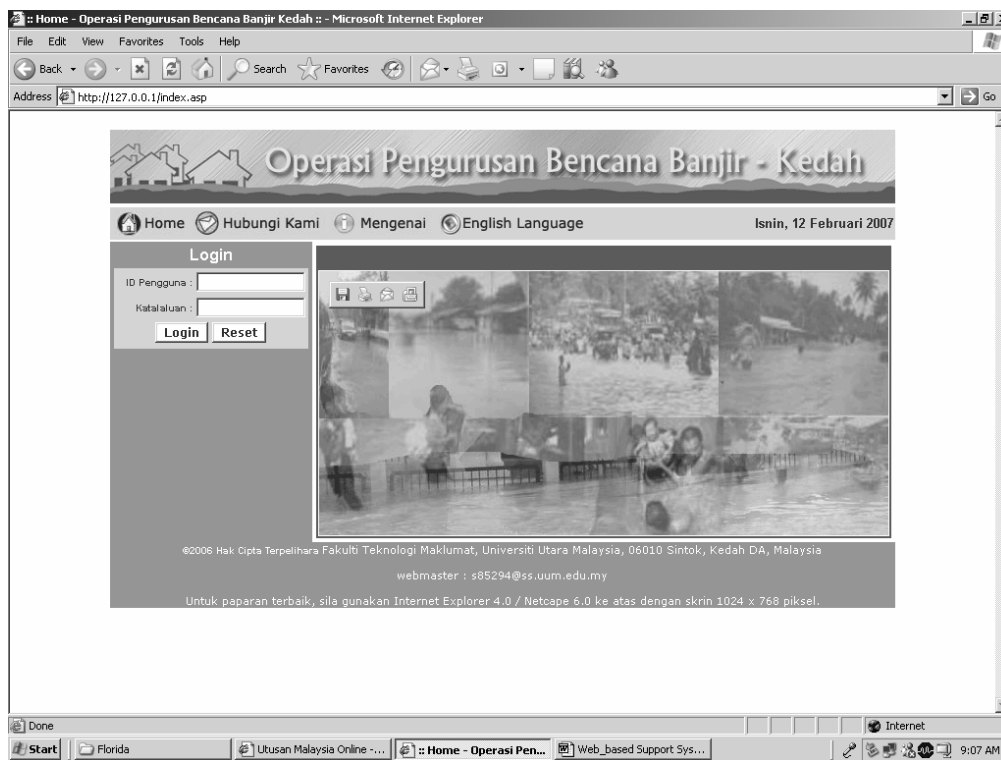 :: Home - Operasi Pengurusan Bencana Banjir Kedah :: - Microsoft Internet Explorer
File Edit View Favorites Tools Help
Back Search Favorites
Address http://127.0.0.1/index.asp Go
Operasi Pengurusan Bencana Banjir - Kedah
Home Hubungi Kami Mengenai English Language Isnin, 12 Februari 2007
Login
ID Pengguna :
Katalaluan :
Login Reset
©2006 Hak Cipta Terpelihara Fakulti Teknologi Maklumat, Universiti Utara Malaysia, 06010 Sintok, Kedah DA, Malaysia
webmaster : s85294@ss.uum.edu.my
Untuk paparan terbaik, sila gunakan Internet Explorer 4.0 / Netcape 6.0 ke atas dengan skrin 1024 x 768 piksel.
Done Internet
Start Florida Utusan Malaysia Online -... :: Home - Operasi Pen... Web_based Support Sys... 9:07 AM